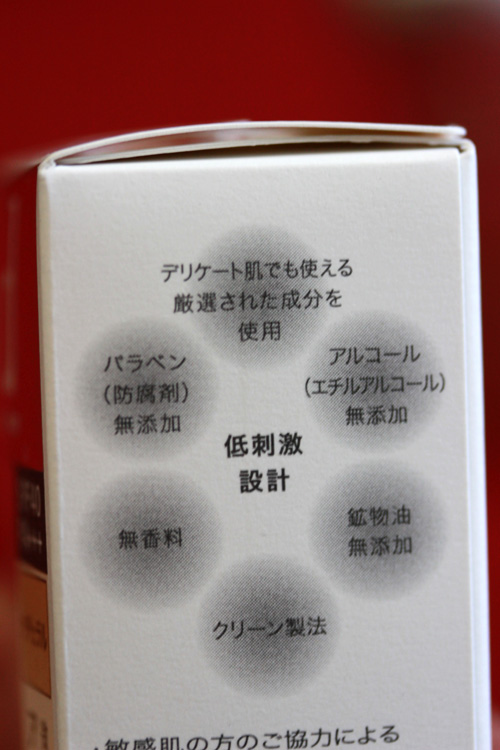 デリケート肌でも使える
厳選された成分を
使用
パラベン
(防腐剤)
無添加
アルコール
(エチルアルコール)
無添加
低刺激
設計
無香料
鉱物油
無添加
クリーン製法
・敏感肌の方のご協力による